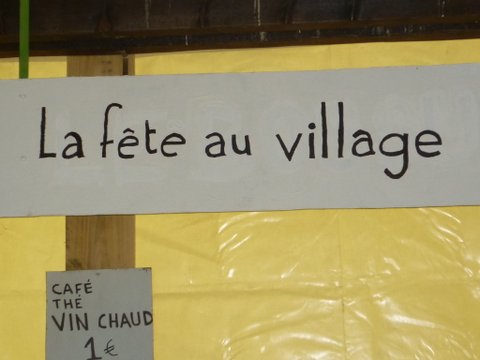 La fête au village
CAFÉ
THÉ
VIN CHAUD
1€